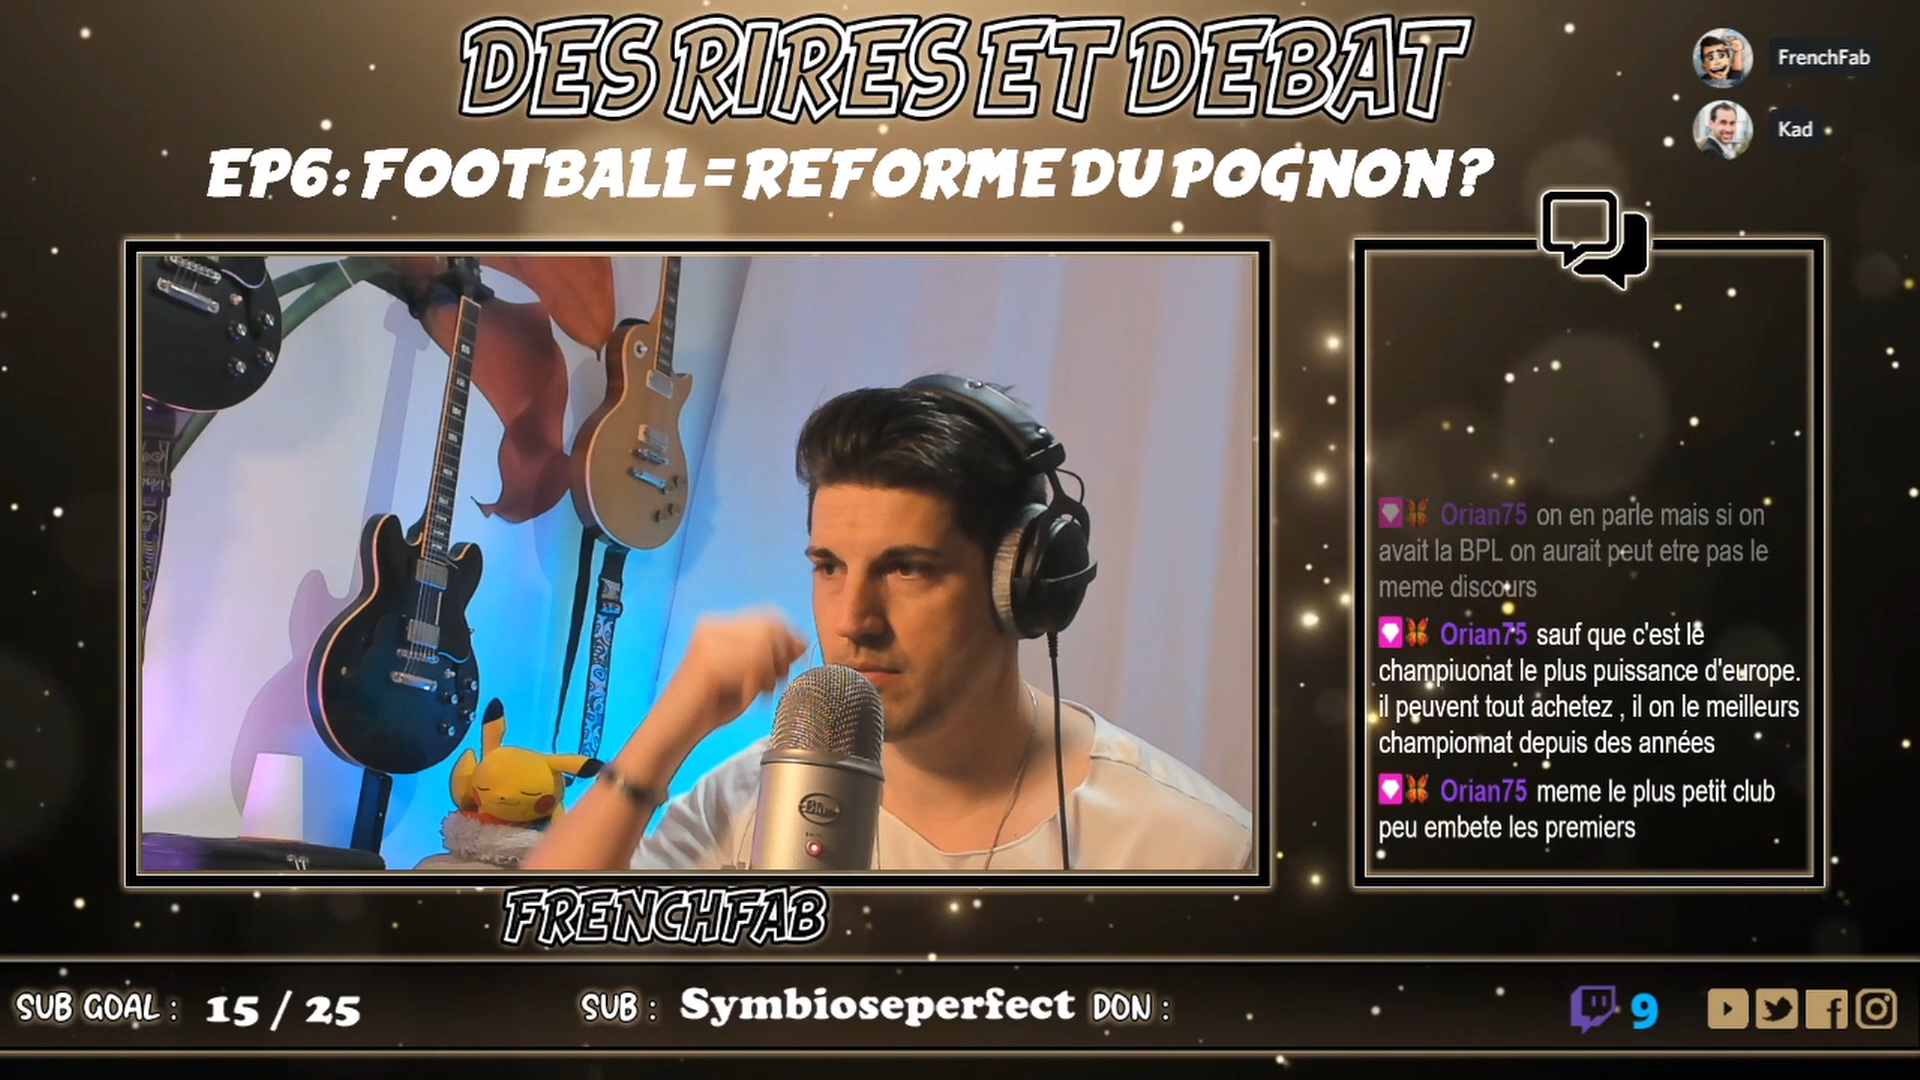 DES RIRES ET DEBAT
FrenchFab
Kad
EP6: FOOTBALL = REFORME DU POGNON?
Orian75 on en parle mais si on
avait la BPL on aurait peut etre pas le
meme discours
Orian75 sauf que c'est le
champiuonat le plus puissance d'europe.
il peuvent tout achetez , il on le meilleurs
championnat depuis des années
Orian75 meme le plus petit club
peu embete les premiers
Blue
FRENCHFAB
SUB GOAL : 15 / 25
SUB : Symbioseperfect DON :
9